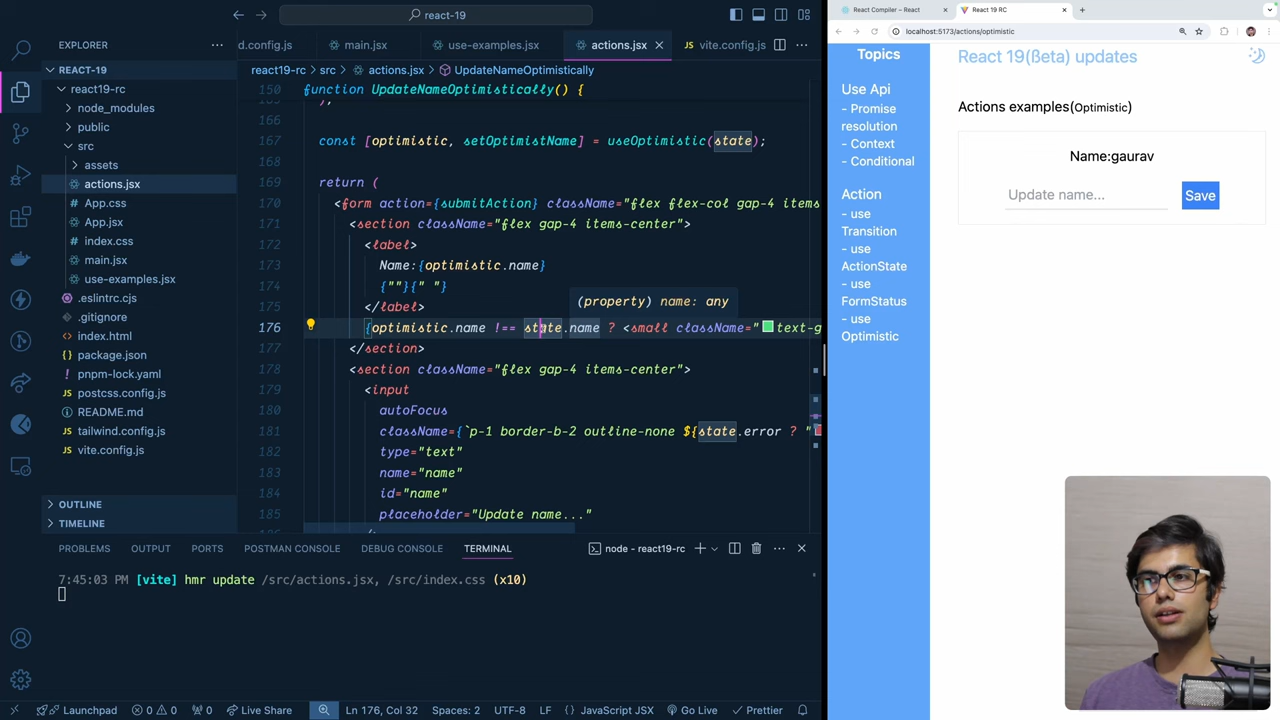 react-19
React Compiler – React
React 19 RC
localhost:5173/actions/optimistic
EXPLORER
REACT-19
react19-rc
node_modules
public
src
assets
actions.jsx
App.css
App.jsx
index.css
main.jsx
use-examples.jsx
.eslintrc.cjs
.gitignore
index.html
package.json
pnpm-lock.yaml
postcss.config.js
README.md
tailwind.config.js
vite.config.js
OUTLINE
TIMELINE
d.config.js
main.jsx
use-examples.jsx
actions.jsx
vite.config.js
react19-rc > src > actions.jsx > UpdateNameOptimistically
150 function UpdateNameOptimistically() {
166
167 const [optimistic, setOptimistName] = useOptimistic(state);
168
169 return (
170 <form action={submitAction} className="flex flex-col gap-4 items
171 <section className="flex gap-4 items-center">
172 <label>
173 Name:{optimistic.name}
174 {""}{" "}
175 </label>
(property) name: any
176 {optimistic.name !== state.name ? <small className="text-g
177 </section>
178 <section className="flex gap-4 items-center">
179 <input
180 autoFocus
181 className={`p-1 border-b-2 outline-none ${state.error ? "
182 type="text"
183 name="name"
184 id="name"
185 placeholder="Update name..."
PROBLEMS OUTPUT PORTS POSTMAN CONSOLE DEBUG CONSOLE TERMINAL
node - react19-rc
7:45:03 PM [vite] hmr update /src/actions.jsx, /src/index.css (x10)
Launchpad 0 0 0 Live Share Ln 176, Col 32 Spaces: 2 LF JavaScript JSX Go Live Prettier
Topics
Use Api
- Promise
resolution
- Context
- Conditional
Action
- use
Transition
- use
ActionState
- use
FormStatus
- use
Optimistic
React 19(Beta) updates
Actions examples(Optimistic)
Name:gaurav
Update name...
Save